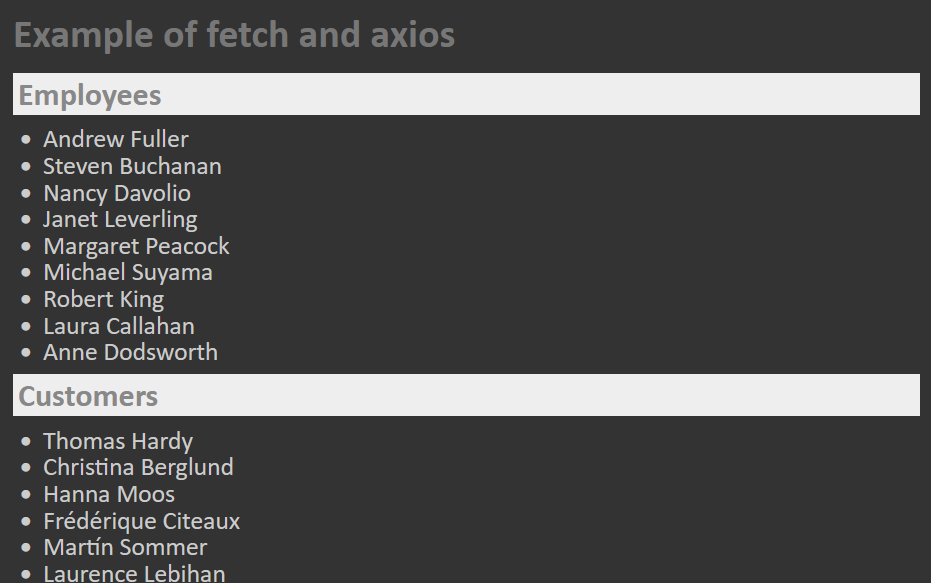 Example of fetch and axios
Employees
Andrew Fuller
Steven Buchanan
Nancy Davolio
Janet Leverling
Margaret Peacock
Michael Suyama
Robert King
Laura Callahan
Anne Dodsworth
Customers
Thomas Hardy
Christina Berglund
Hanna Moos
Frédérique Citeaux
Martín Sommer
Laurence Lebihan